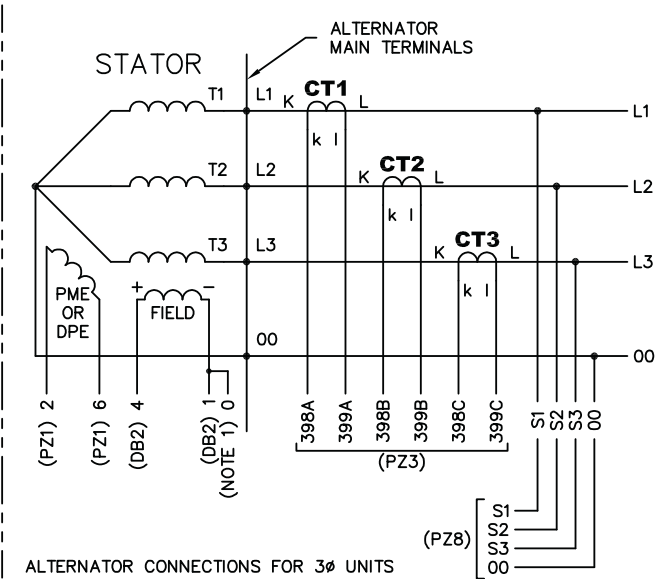 ALTERNATOR
MAIN TERMINALS
STATOR
T1 L1 K CT1 L L1
k l
T2 L2 K CT2 L L2
k l
T3 L3 K CT3 L L3
k l
PME
OR
DPE
+ −
FIELD
00 00
(PZ1) 2
(PZ1) 6
(DB2) 4
(DB2) 1
(NOTE 1) 0
398A
399A
398B
399B
398C
399C
(PZ3)
S1
S2
S3
00
(PZ8)
S1
S2
S3
00
ALTERNATOR CONNECTIONS FOR 3ø UNITS